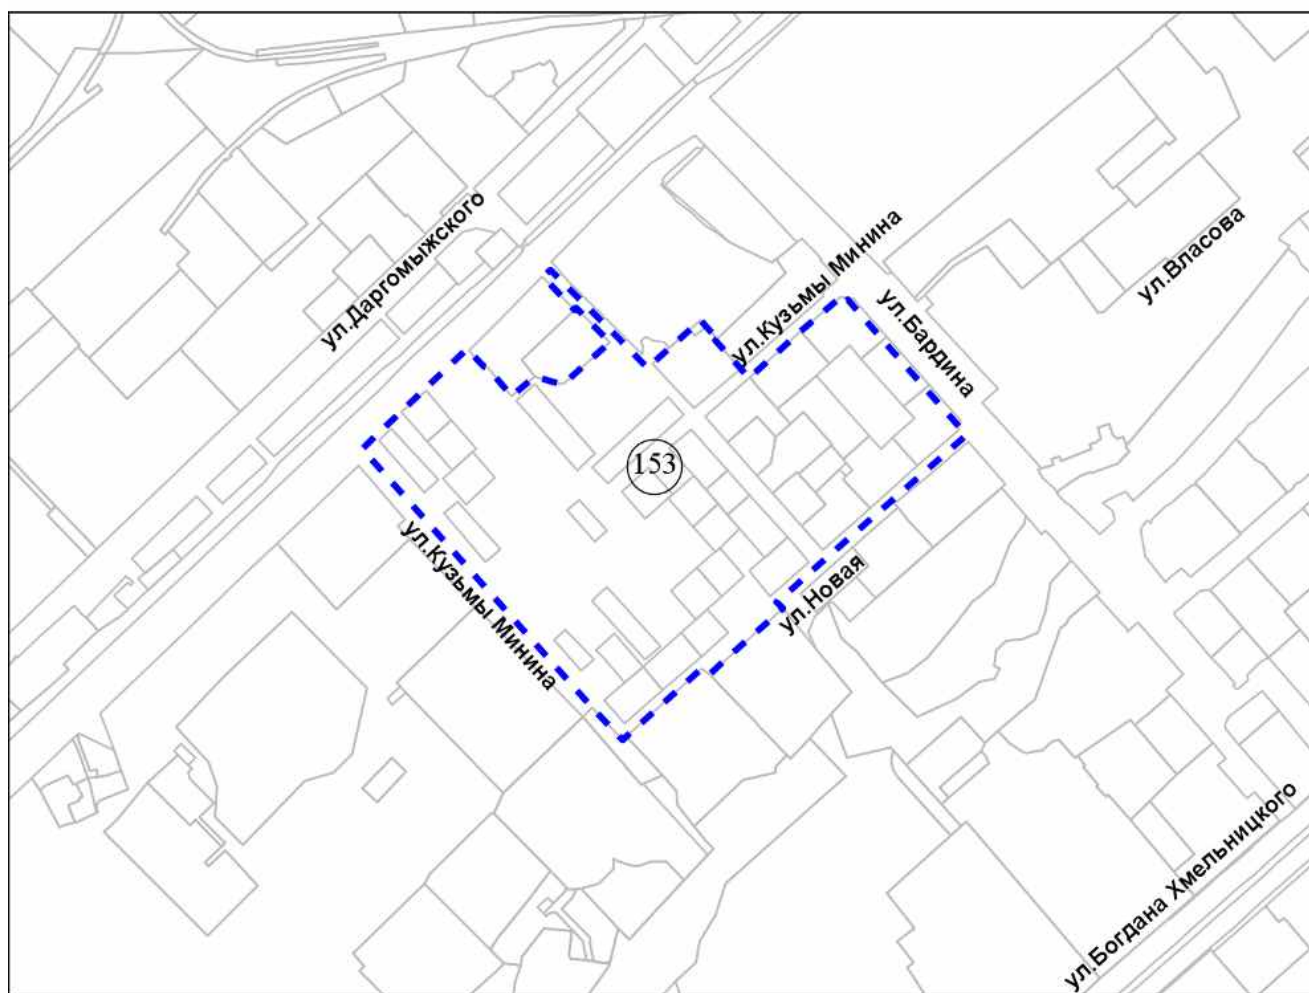 ул.Даргомыжского
ул.Кузьмы Минина
ул.Власова
ул.Бардина
153
ул.Кузьмы Минина
ул.Новая
ул.Богдана Хмельницкого